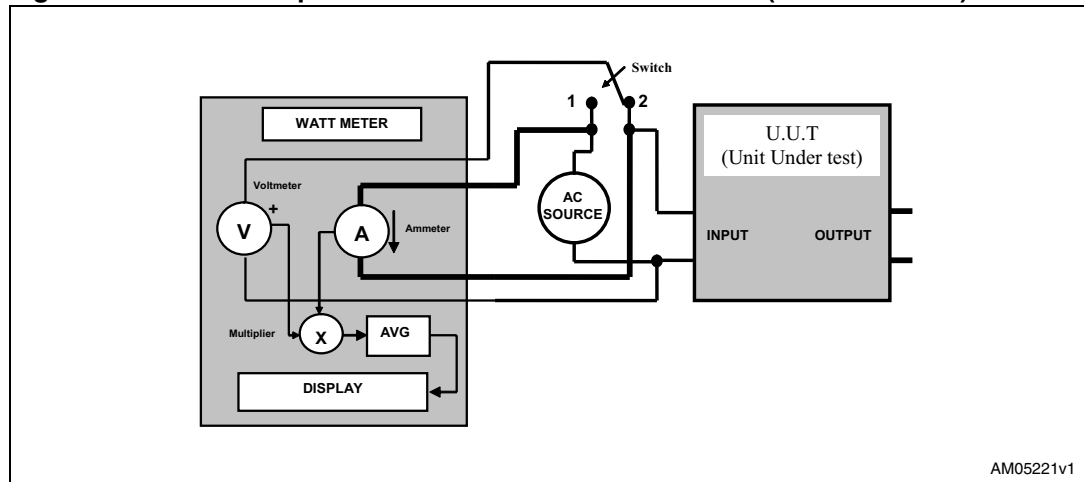 Switch
1
2
WATT METER
U.U.T
(Unit Under test)
Voltmeter
+
AC
SOURCE
V
A
Ammeter
INPUT
OUTPUT
Multiplier
X
AVG
DISPLAY
AM05221v1